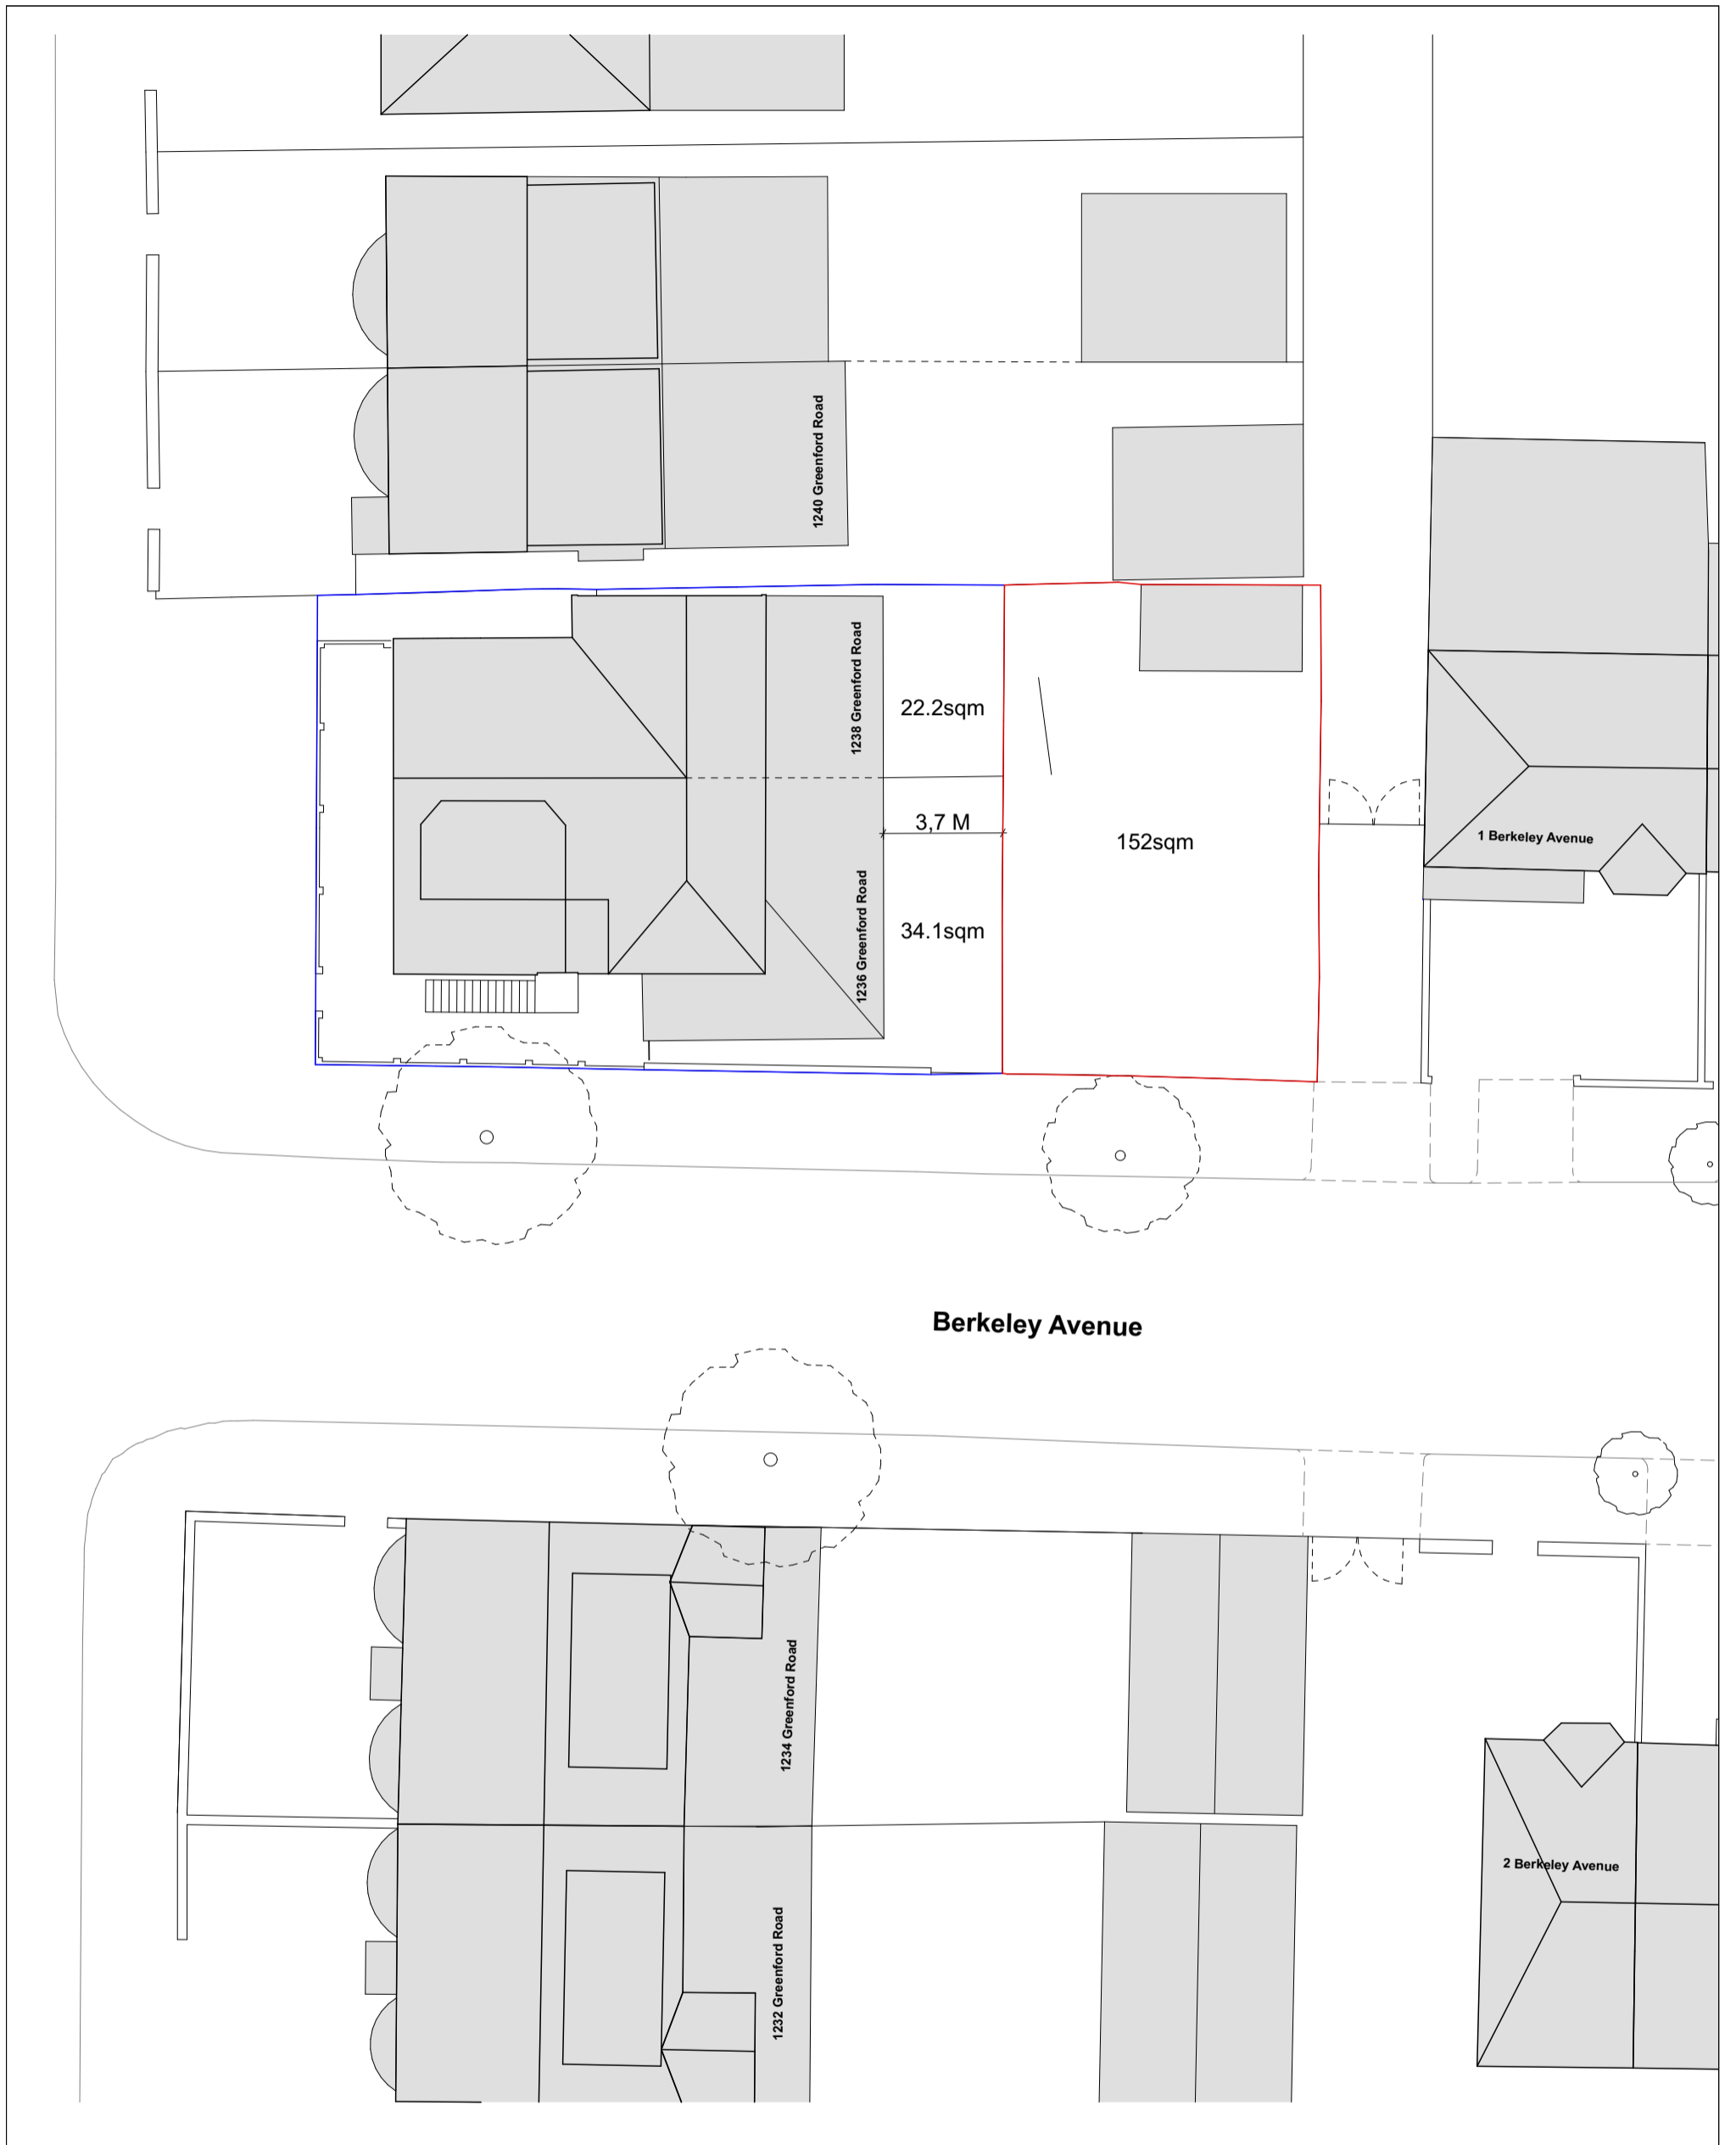 1240 Greenford Road
1238 Greenford Road
22.2sqm
3,7 M
152sqm
1 Berkeley Avenue
1236 Greenford Road
34.1sqm
Berkeley Avenue
1234 Greenford Road
2 Berkeley Avenue
1232 Greenford Road